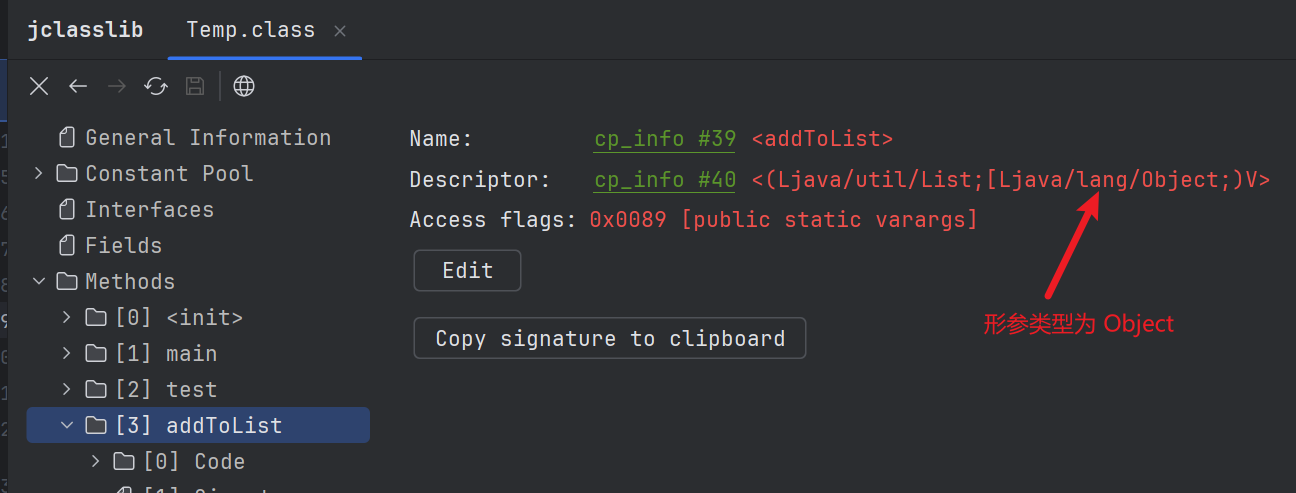 jclasslib Temp.class
General Information
Constant Pool
Interfaces
Fields
Methods
[0] <init>
[1] main
[2] test
[3] addToList
[0] Code
Name: cp_info #39 <addToList>
Descriptor: cp_info #40 <(Ljava/util/List;[Ljava/lang/Object;)V>
Access flags: 0x0089 [public static varargs]
Edit
Copy signature to clipboard
形参类型为 Object